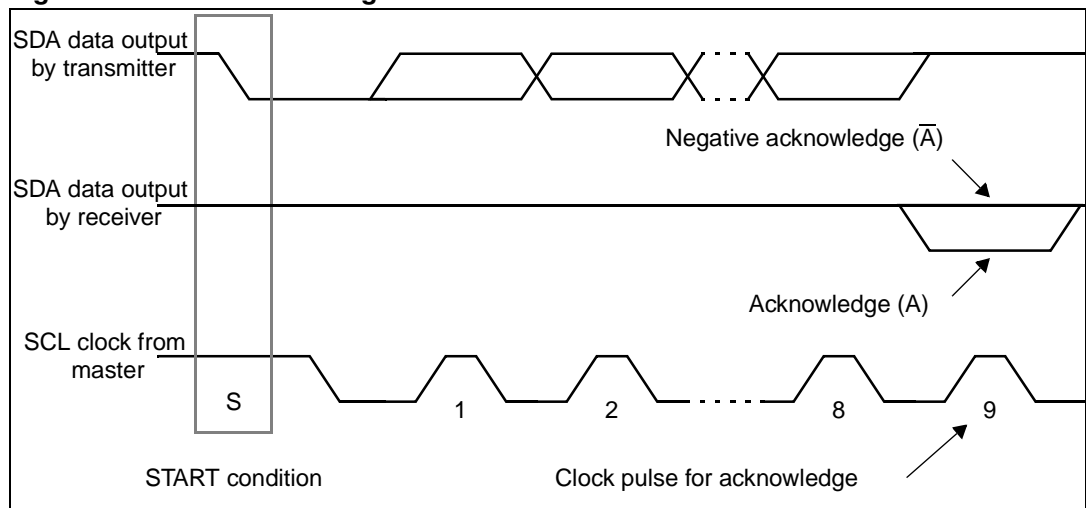 SDA data output
by transmitter
Negative acknowledge (A̅)
SDA data output
by receiver
Acknowledge (A)
SCL clock from
master
S
1
2
8
9
START condition
Clock pulse for acknowledge